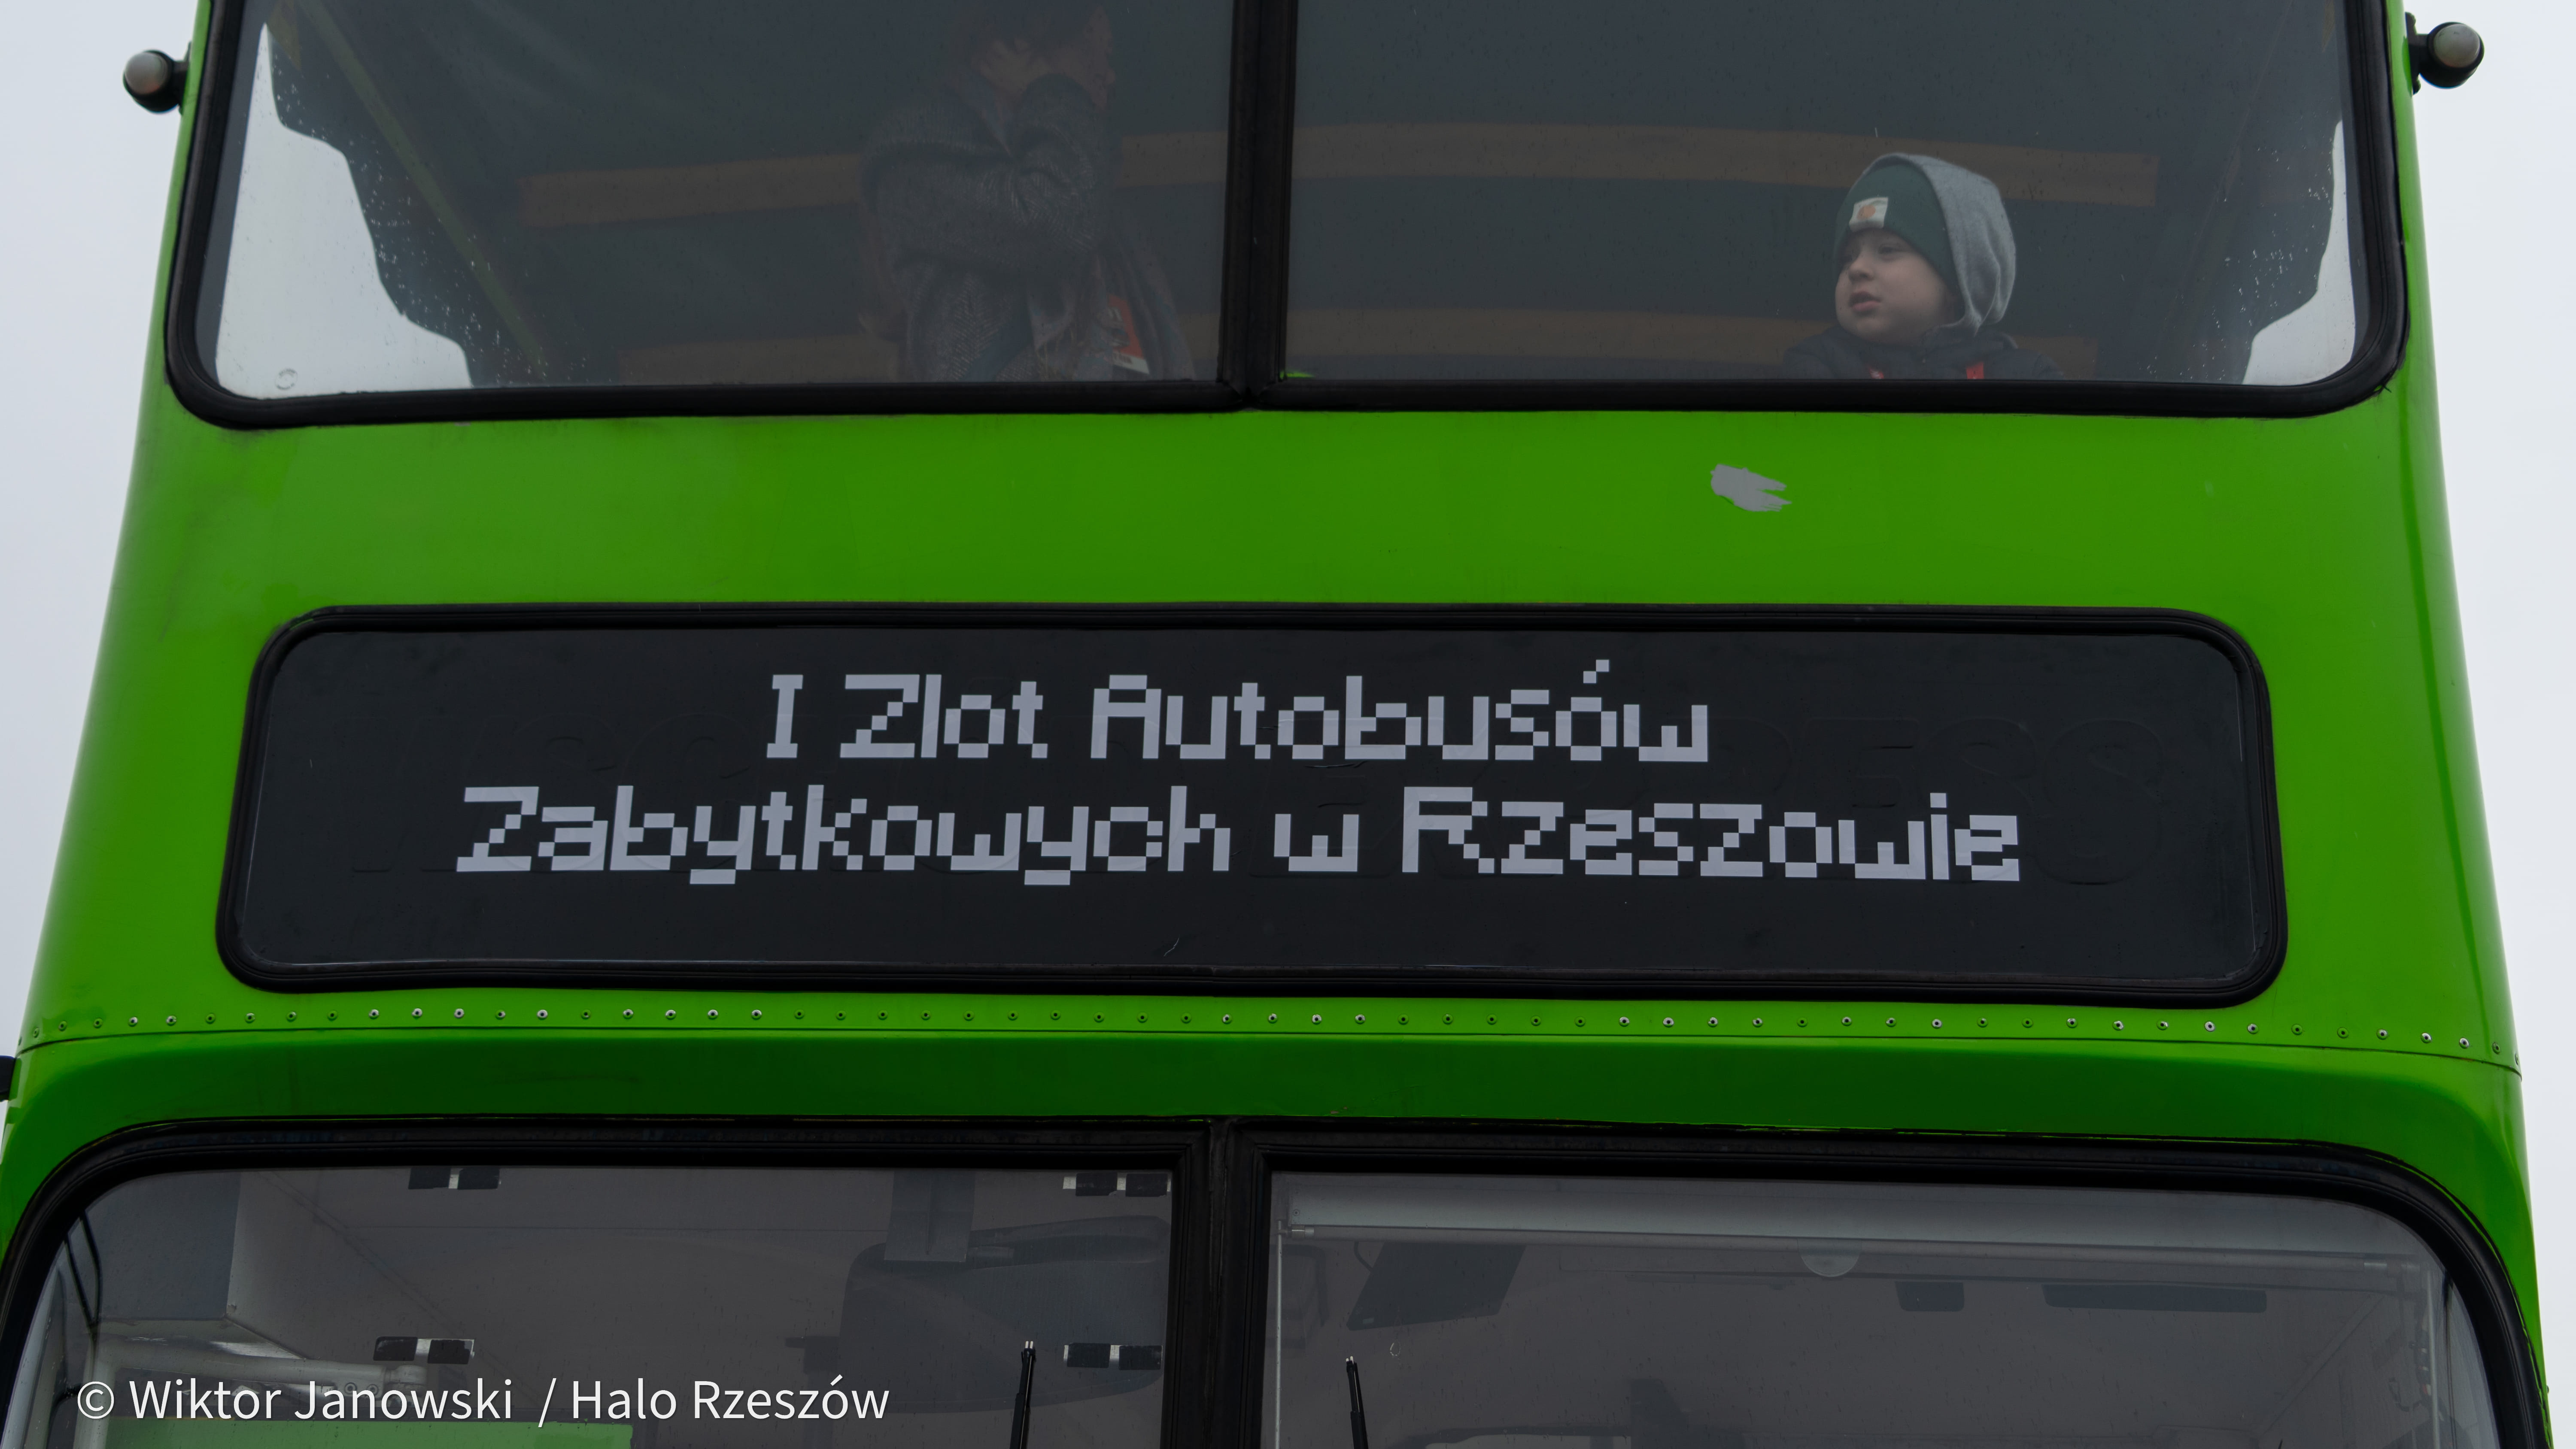 I Zlot Autobusów
Zabytkowych w Rzeszowie
© Wiktor Janowski / Halo Rzeszów